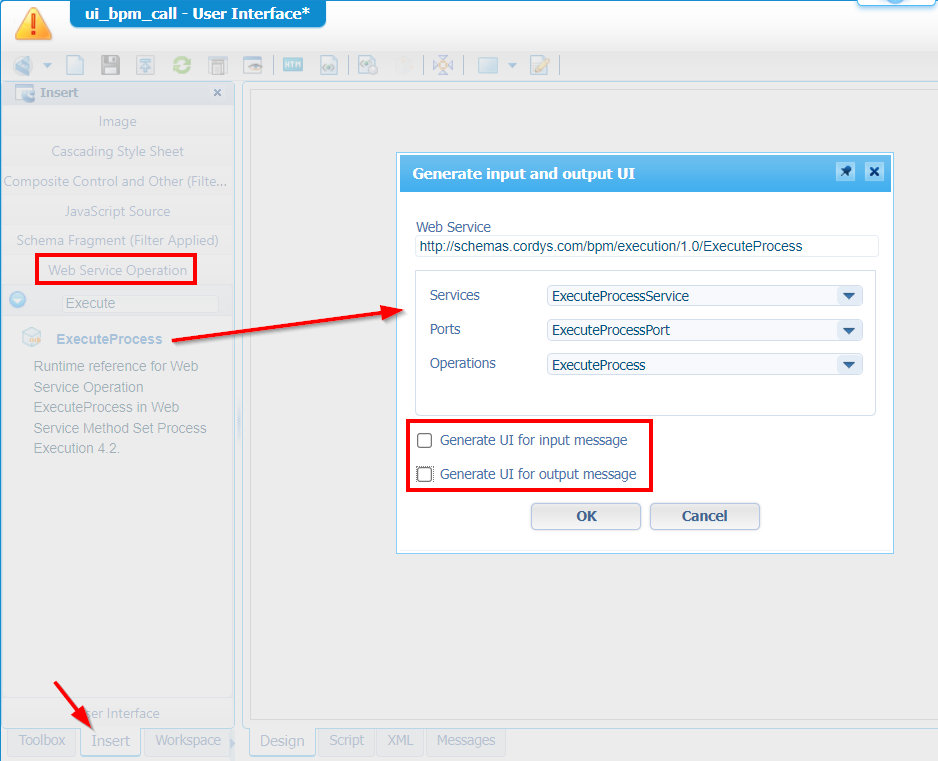 ui_bpm_call - User Interface*
HTM
Insert
Image
Cascading Style Sheet
Composite Control and Other (Filte...
JavaScript Source
Schema Fragment (Filter Applied)
Web Service Operation
Execute
ExecuteProcess
Runtime reference for Web
Service Operation
ExecuteProcess in Web
Service Method Set Process
Execution 4.2.
User Interface
Toolbox
Insert
Workspace
Generate input and output UI
Web Service
http://schemas.cordys.com/bpm/execution/1.0/ExecuteProcess
Services ExecuteProcessService
Ports ExecuteProcessPort
Operations ExecuteProcess
Generate UI for input message
Generate UI for output message
OK Cancel
Design
Script
XML
Messages